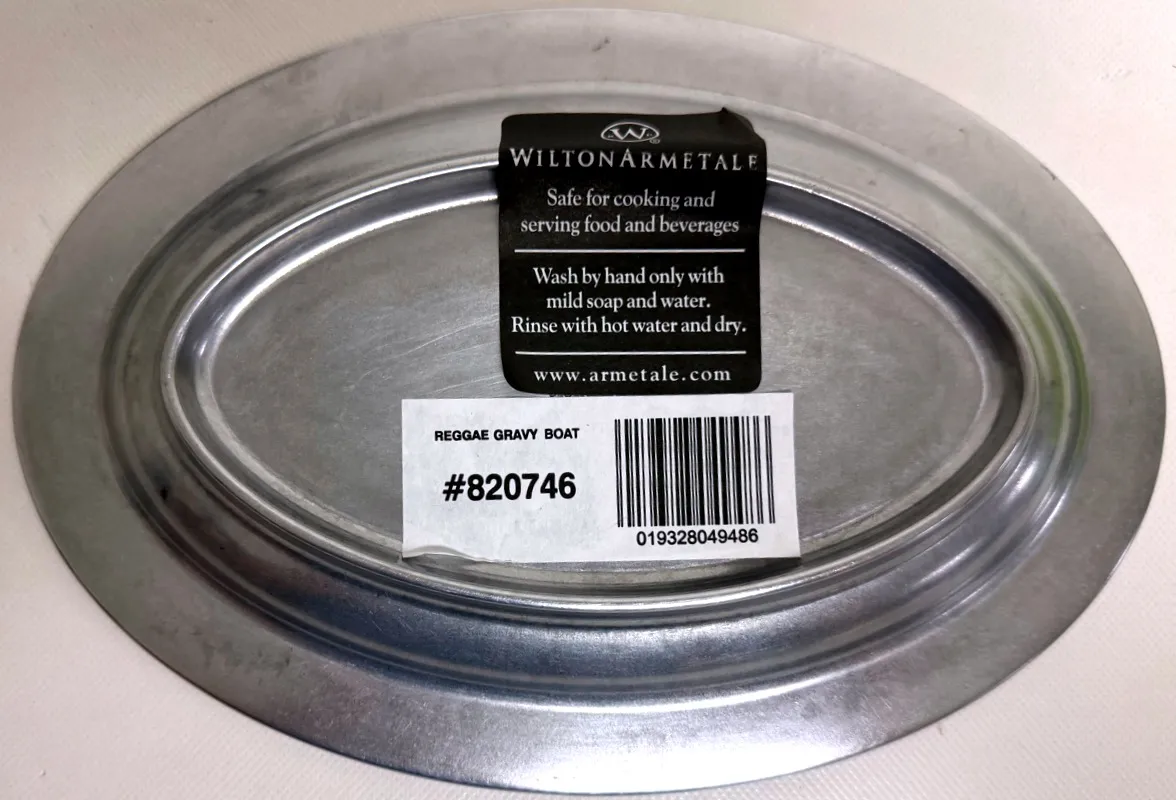 W
WILTONARMETALE
Safe for cooking and
serving food and beverages
Wash by hand only with
mild soap and water.
Rinse with hot water and dry.
www.armetale.com
REGGAE GRAVY BOAT
#820746
019328049486